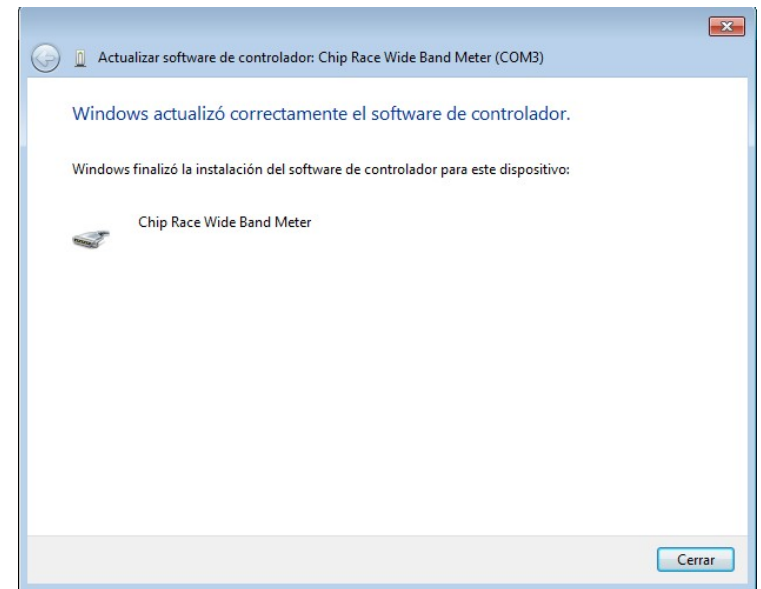 Actualizar software de controlador: Chip Race Wide Band Meter (COM3)
Windows actualizó correctamente el software de controlador.
Windows finalizó la instalación del software de controlador para este dispositivo:
Chip Race Wide Band Meter
Cerrar